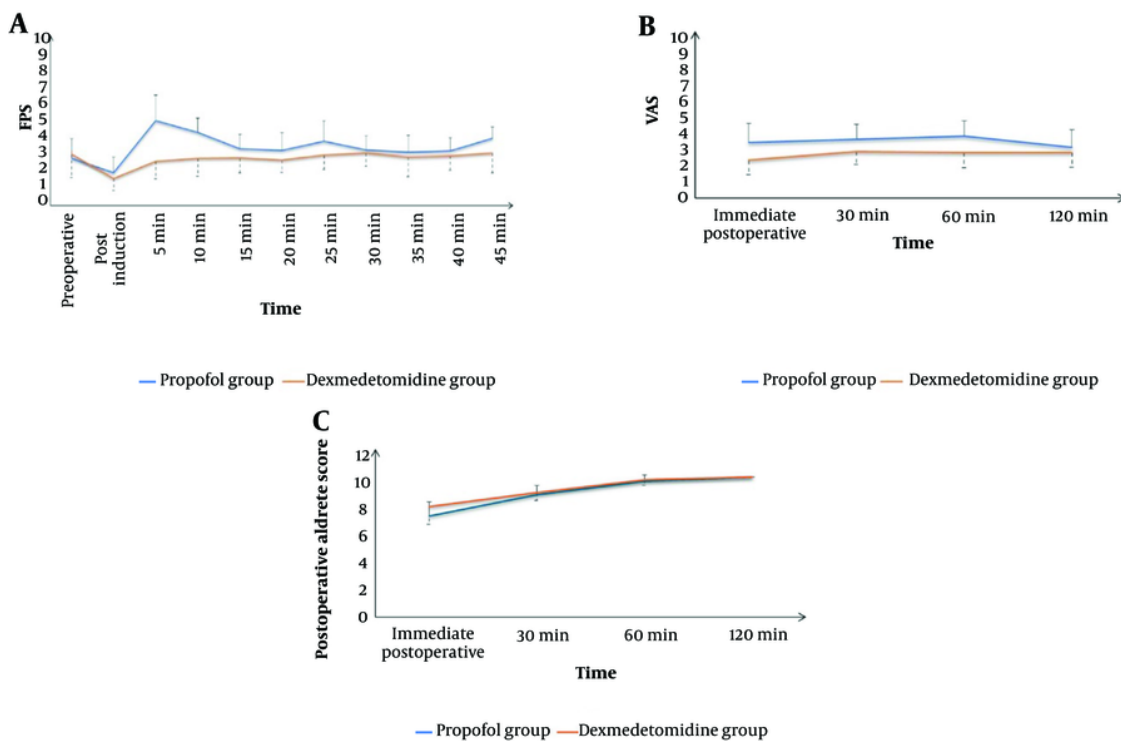 A
10
9
8
7
6
5
4
3
2
1
0
FPS
Preoperative
Post
induction
5 min
10 min
15 min
20 min
25 min
30 min
35 min
40 min
45 min
Time
Propofol group
Dexmedetomidine group
B
10
9
8
7
6
5
4
3
2
1
0
VAS
Immediate
postoperative
30 min
60 min
120 min
Time
Propofol group
Dexmedetomidine group
C
12
10
8
6
4
2
0
Postoperative aldrete score
Immediate
postoperative
30 min
60 min
120 min
Time
Propofol group
Dexmedetomidine group